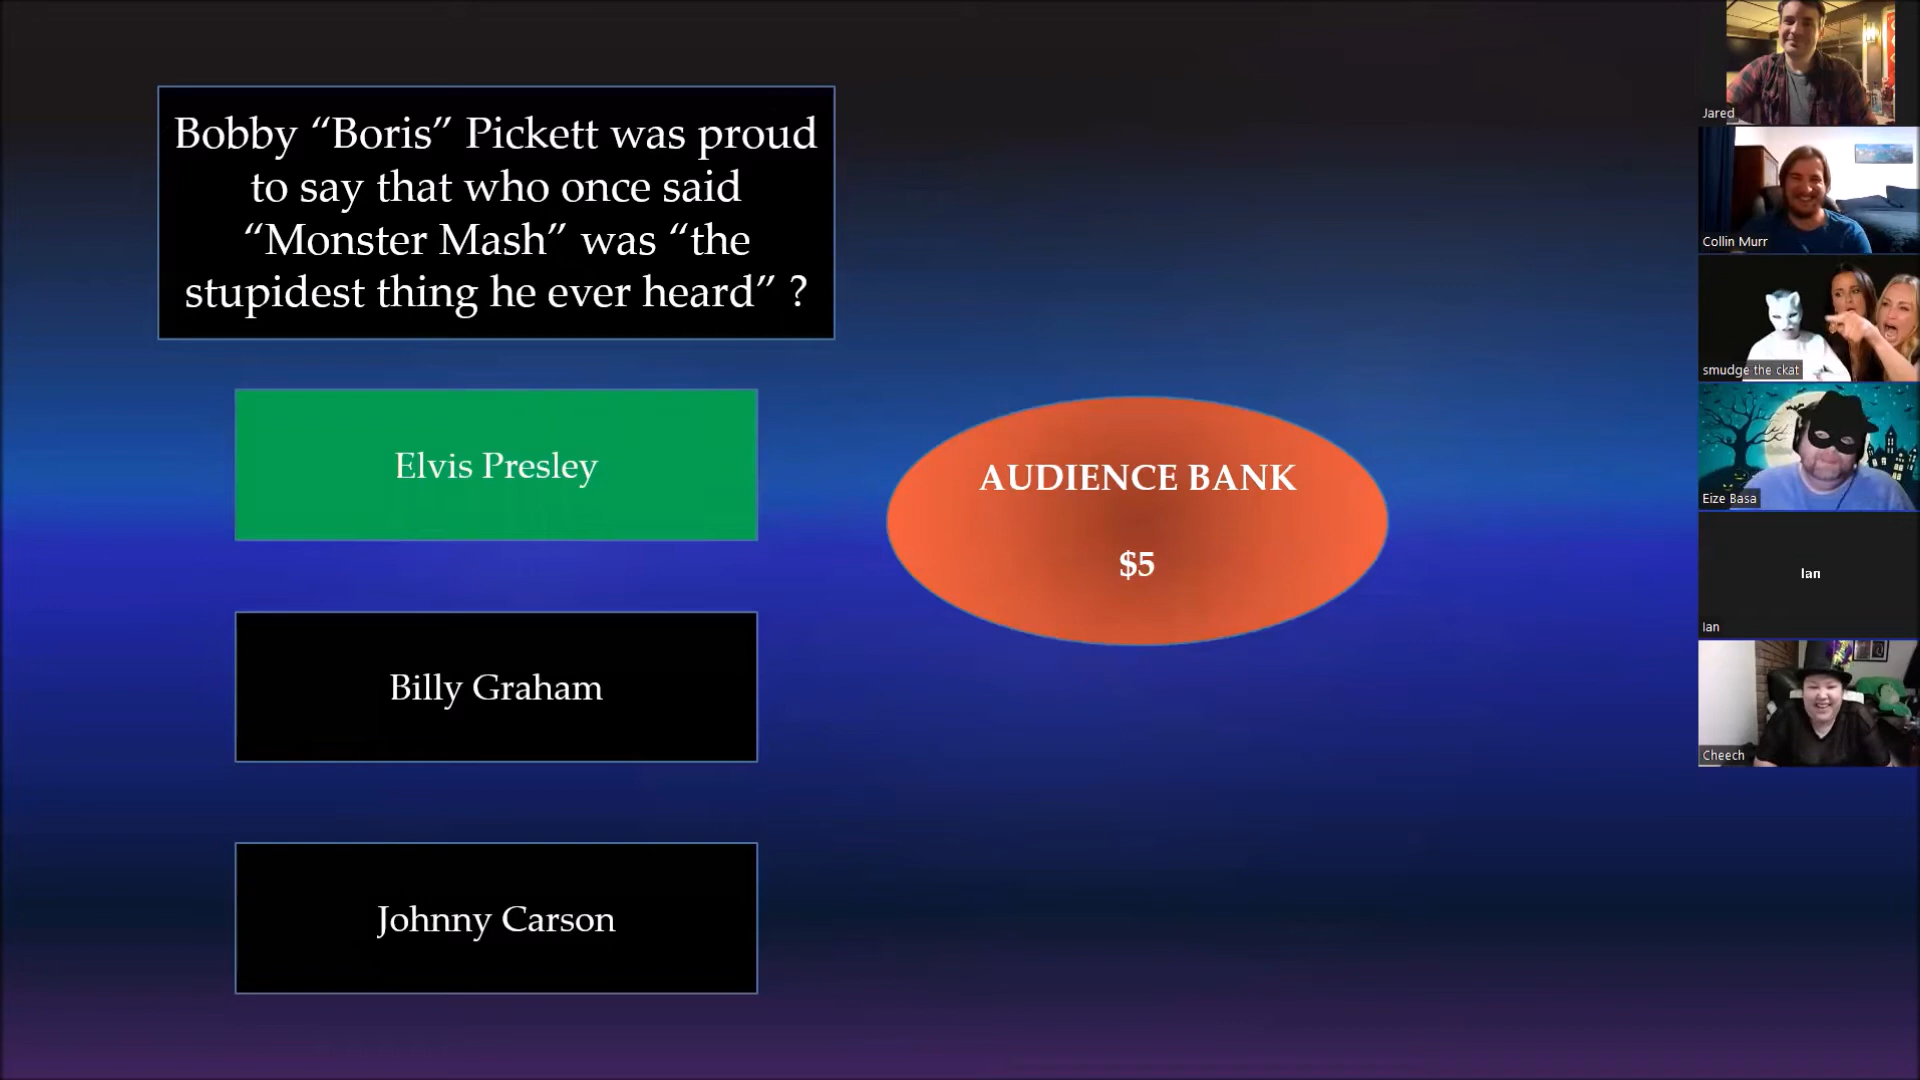 Bobby “Boris” Pickett was proud
to say that who once said
“Monster Mash” was “the
stupidest thing he ever heard” ?
Elvis Presley
Billy Graham
Johnny Carson
AUDIENCE BANK
$5
Jared
Collin Murr
smudge the ckat
Eize Basa
Ian
Ian
Cheech